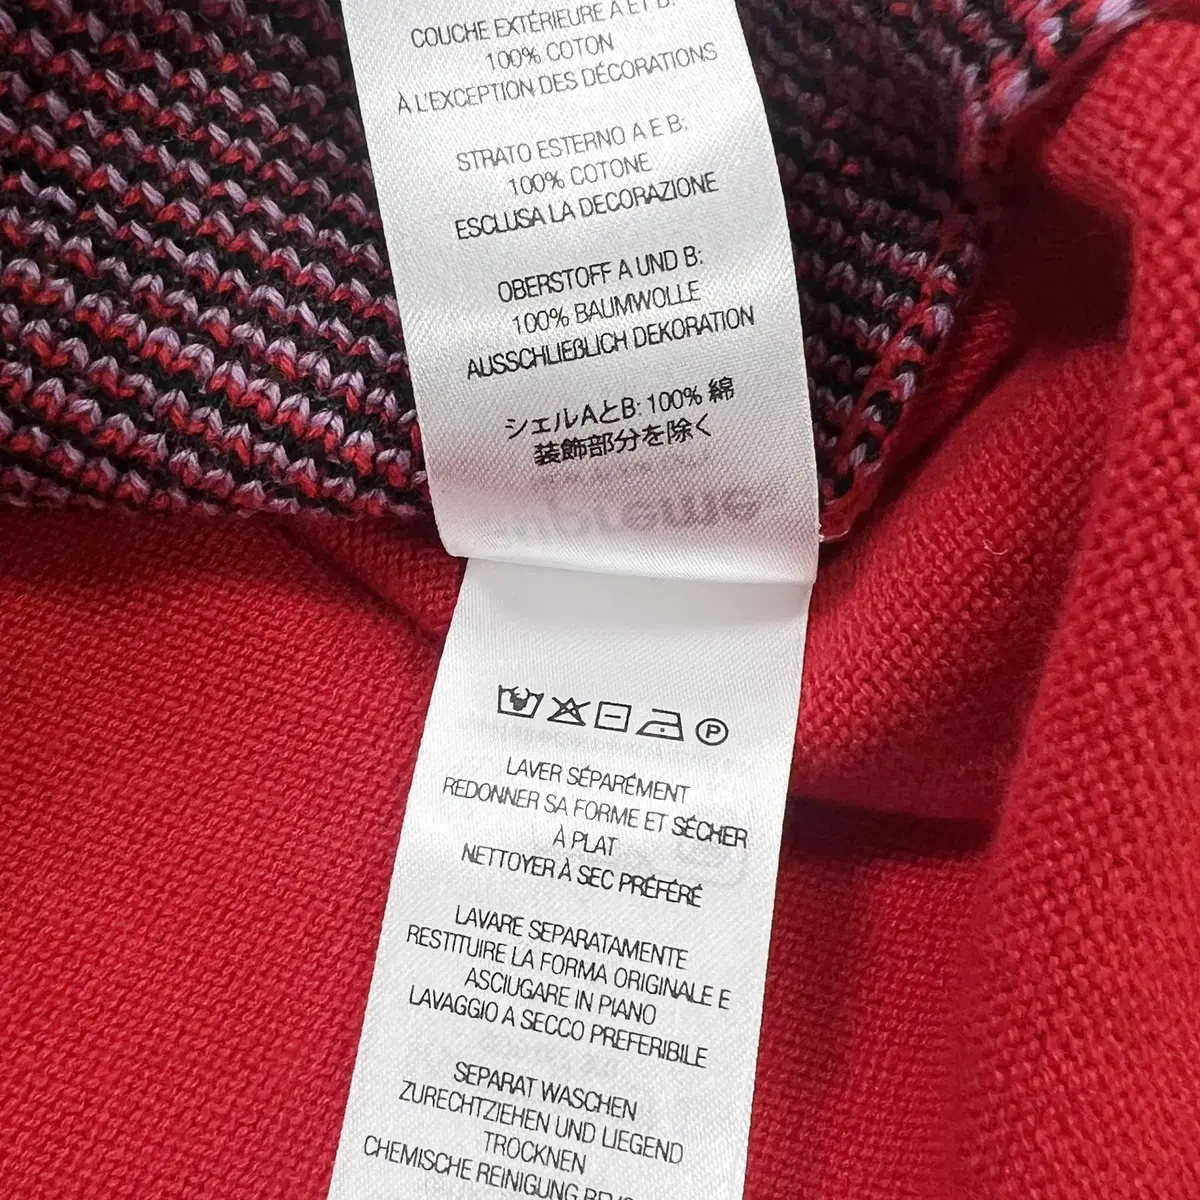 COUCHE EXTÉRIEURE A ET B:
100% COTON
À L'EXCEPTION DES DÉCORATIONS
STRATO ESTERNO A E B:
100% COTONE
ESCLUSA LA DECORAZIONE
OBERSTOFF A UND B:
100% BAUMWOLLE
AUSSCHLIEßLICH DEKORATION
シェルAとB: 100% 綿
装飾部分を除く
P
LAVER SÉPARÉMENT
REDONNER SA FORME ET SÉCHER
À PLAT
NETTOYER À SEC PRÉFÉRÉ
LAVARE SEPARATAMENTE
RESTITUIRE LA FORMA ORIGINALE E
ASCIUGARE IN PIANO
LAVAGGIO A SECCO PREFERIBILE
SEPARAT WASCHEN
ZURECHTZIEHEN UND LIEGEND
TROCKNEN
CHEMISCHE REINIGUNG